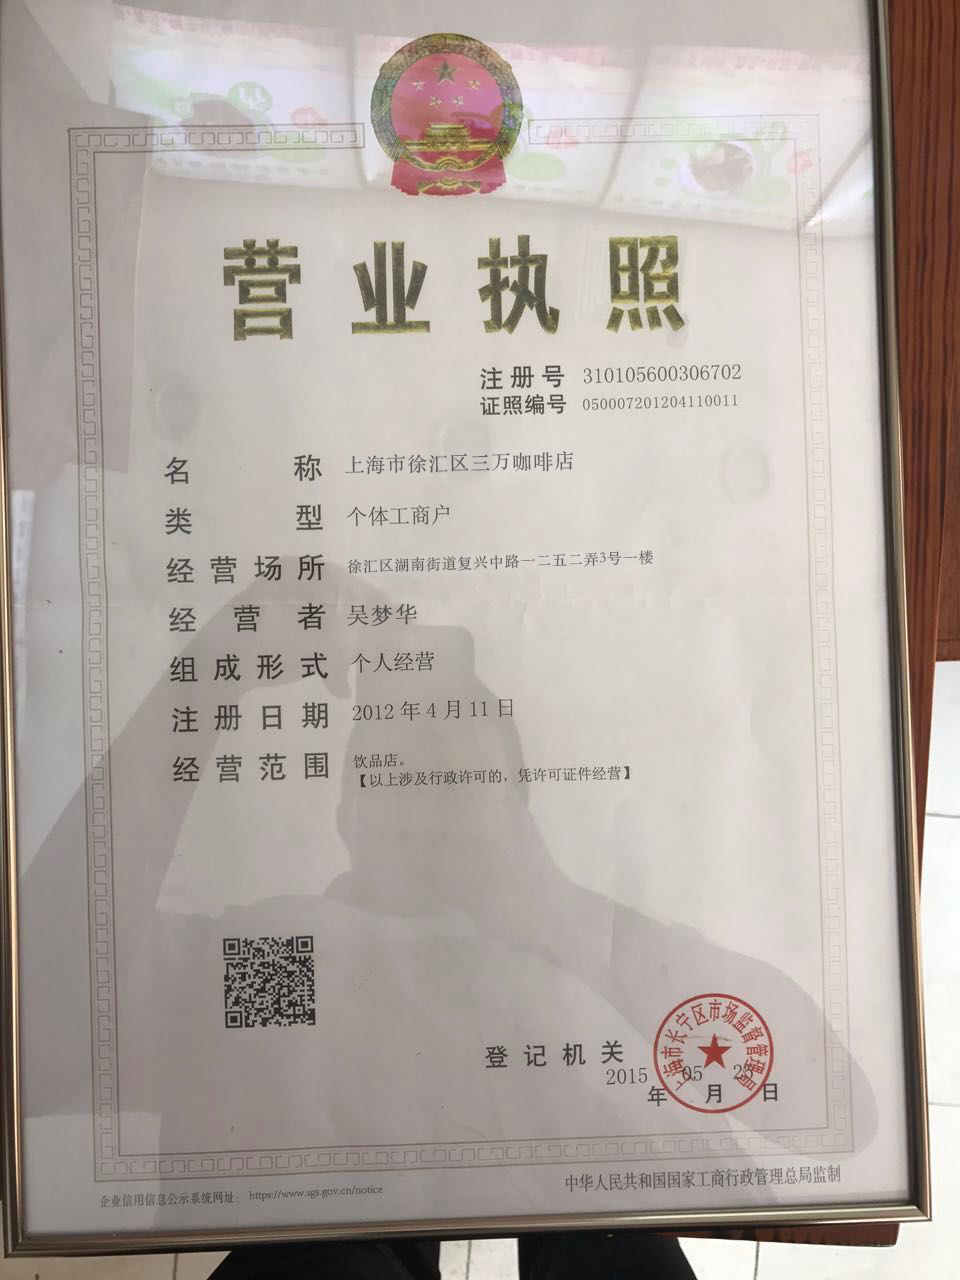 营业执照
注册号 310105600306702
证照编号 050007201204110011
名称 上海市徐汇区三万咖啡店
类型 个体工商户
经营场所 徐汇区湖南街道复兴中路一二五二弄3号一楼
经营者 吴梦华
组成形式 个人经营
注册日期 2012年4月11日
经营范围 饮品店。
【以上涉及行政许可的，凭许可证件经营】
上海市长宁区市场监督管理局
登记机关
2015年05月 日
企业信用信息公示系统网址： https://www.sgs.gov.cn/notice
中华人民共和国国家工商行政管理总局监制